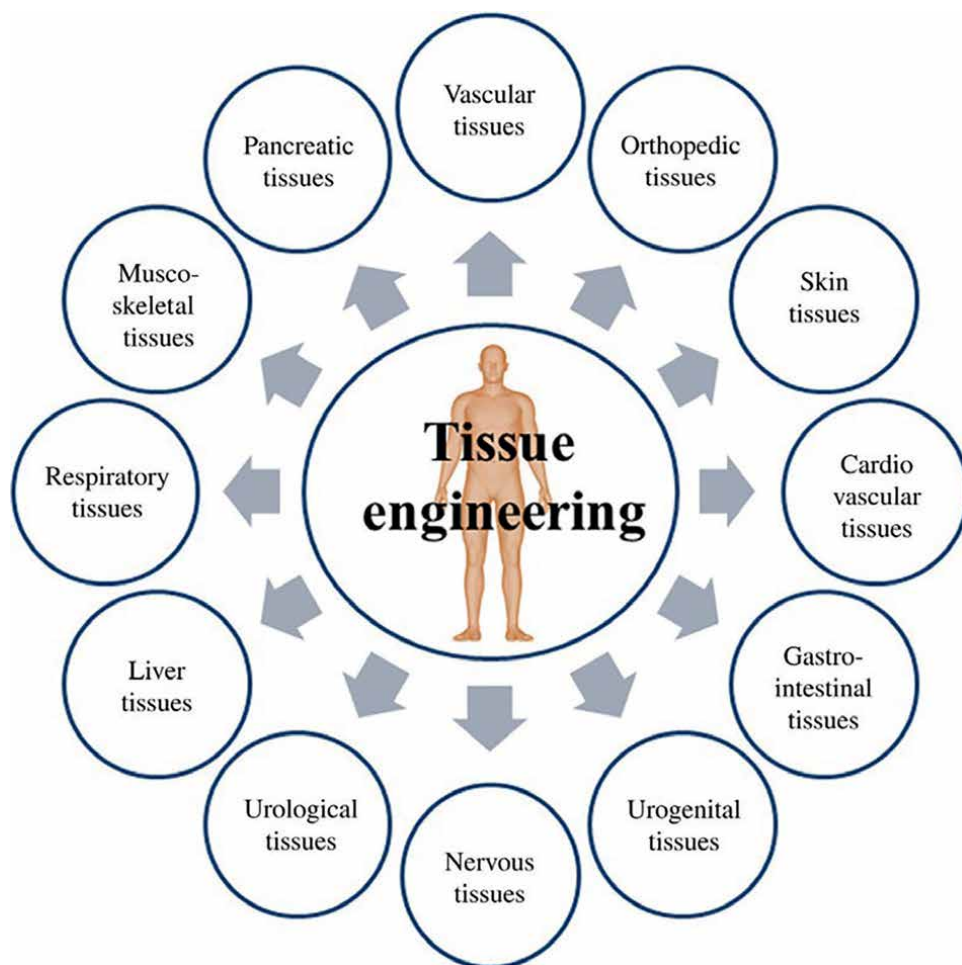 Vascular
tissues
Orthopedic
tissues
Skin
tissues
Cardio
vascular
tissues
Gastro-
intestinal
tissues
Urogenital
tissues
Nervous
tissues
Urological
tissues
Liver
tissues
Respiratory
tissues
Musco-
skeletal
tissues
Pancreatic
tissues
Tissue
engineering